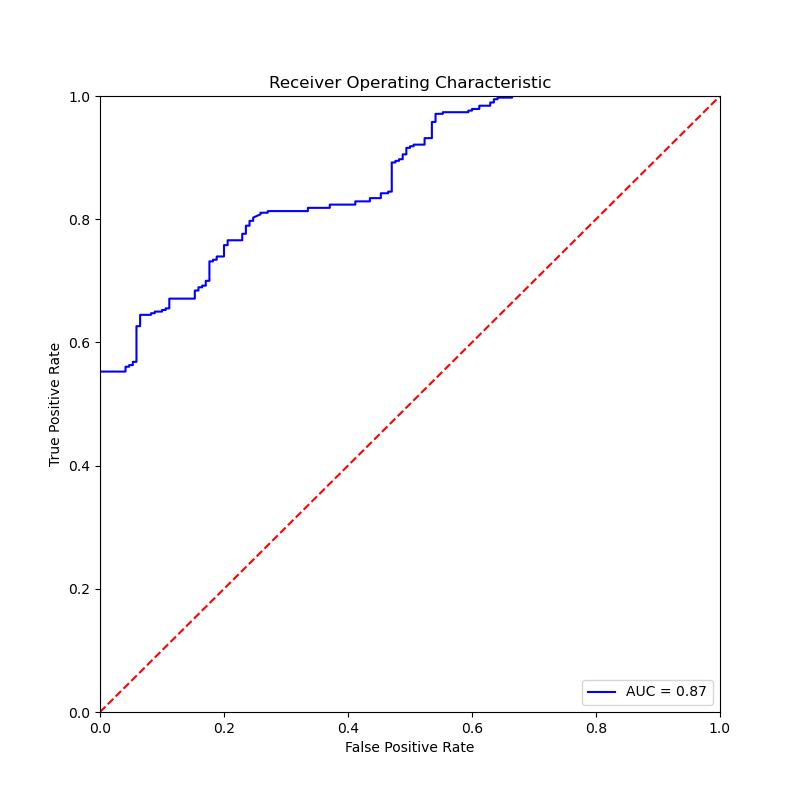 Receiver Operating Characteristic
1.0
0.8
0.6
0.4
0.2
0.0
True Positive Rate
AUC = 0.87
0.0 0.2 0.4 0.6 0.8 1.0
False Positive Rate